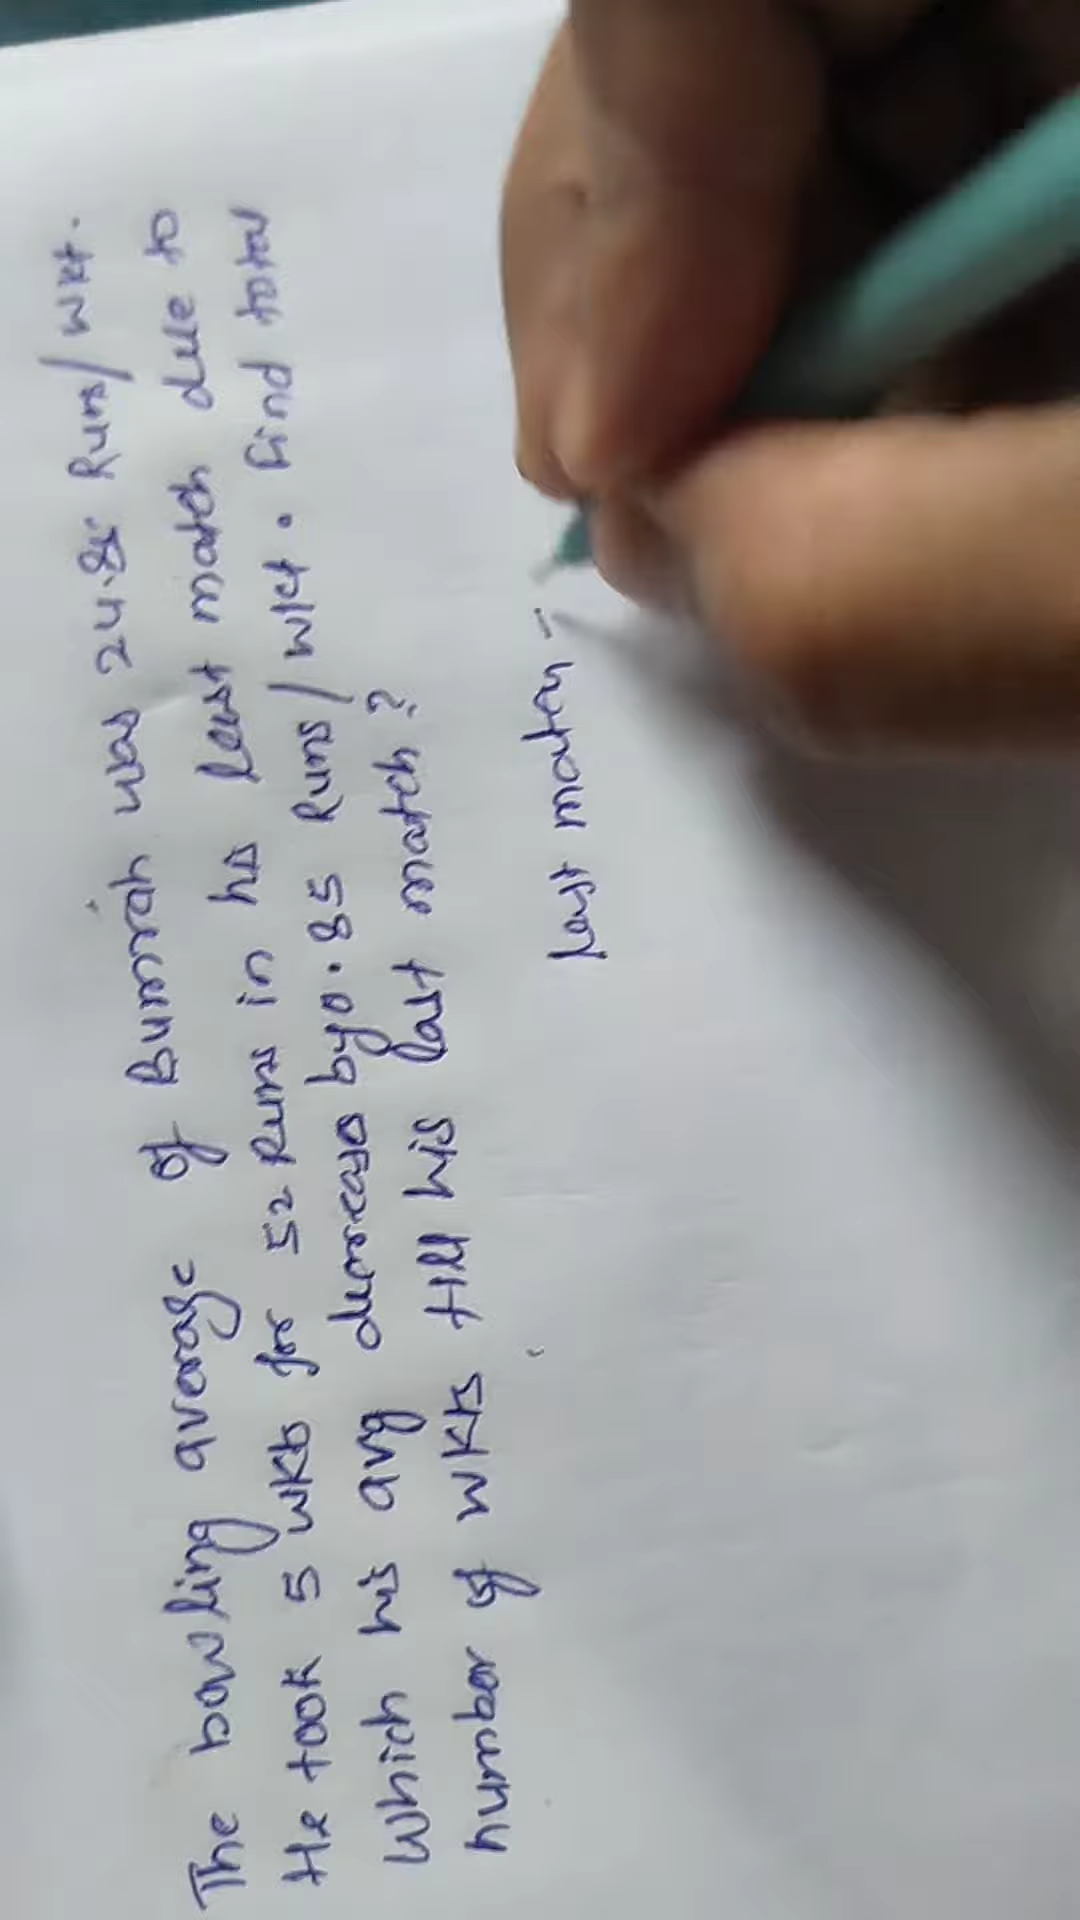 The bowling average of Bumrah was 24.85 Runs/wkt.
He took 5 wkts for 52 Runs in his last match due to
which his avg decreases by 0.85 Runs/wkt. Find total
number of wkts till his last match?
last match -